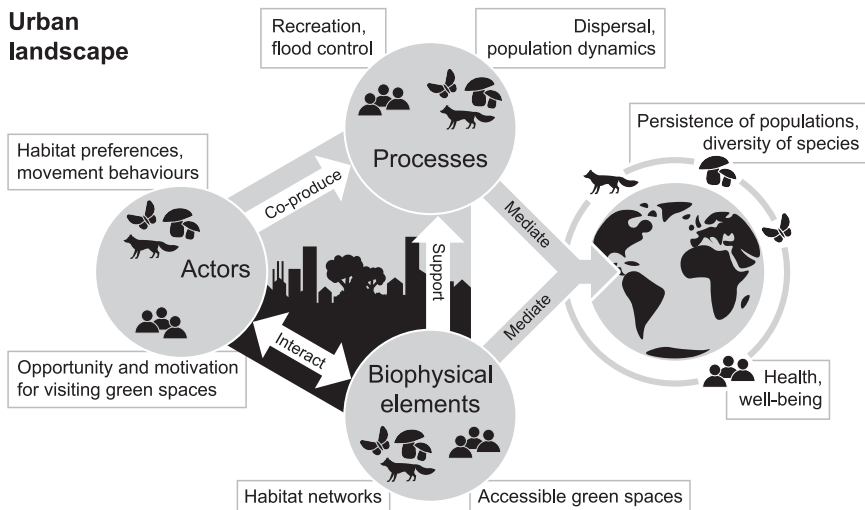 Urban
landscape
Recreation,
flood control
Dispersal,
population dynamics
Habitat preferences,
movement behaviours
Persistence of populations,
diversity of species
Processes
Co-produce
Mediate
Actors
Support
Interact
Mediate
Opportunity and motivation
for visiting green spaces
Biophysical
elements
Health,
well-being
Habitat networks
Accessible green spaces